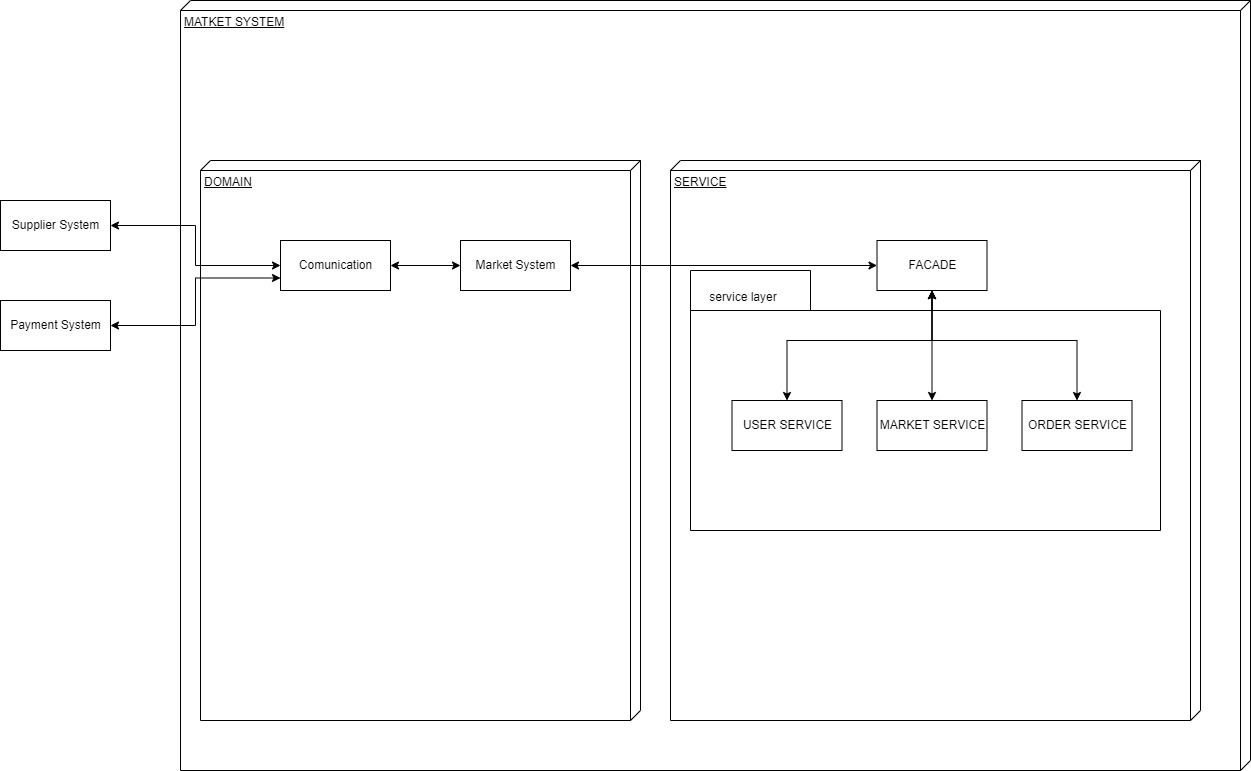 MATKET SYSTEM
DOMAIN
SERVICE
Supplier System
Comunication
Market System
FACADE
service layer
Payment System
USER SERVICE
MARKET SERVICE
ORDER SERVICE